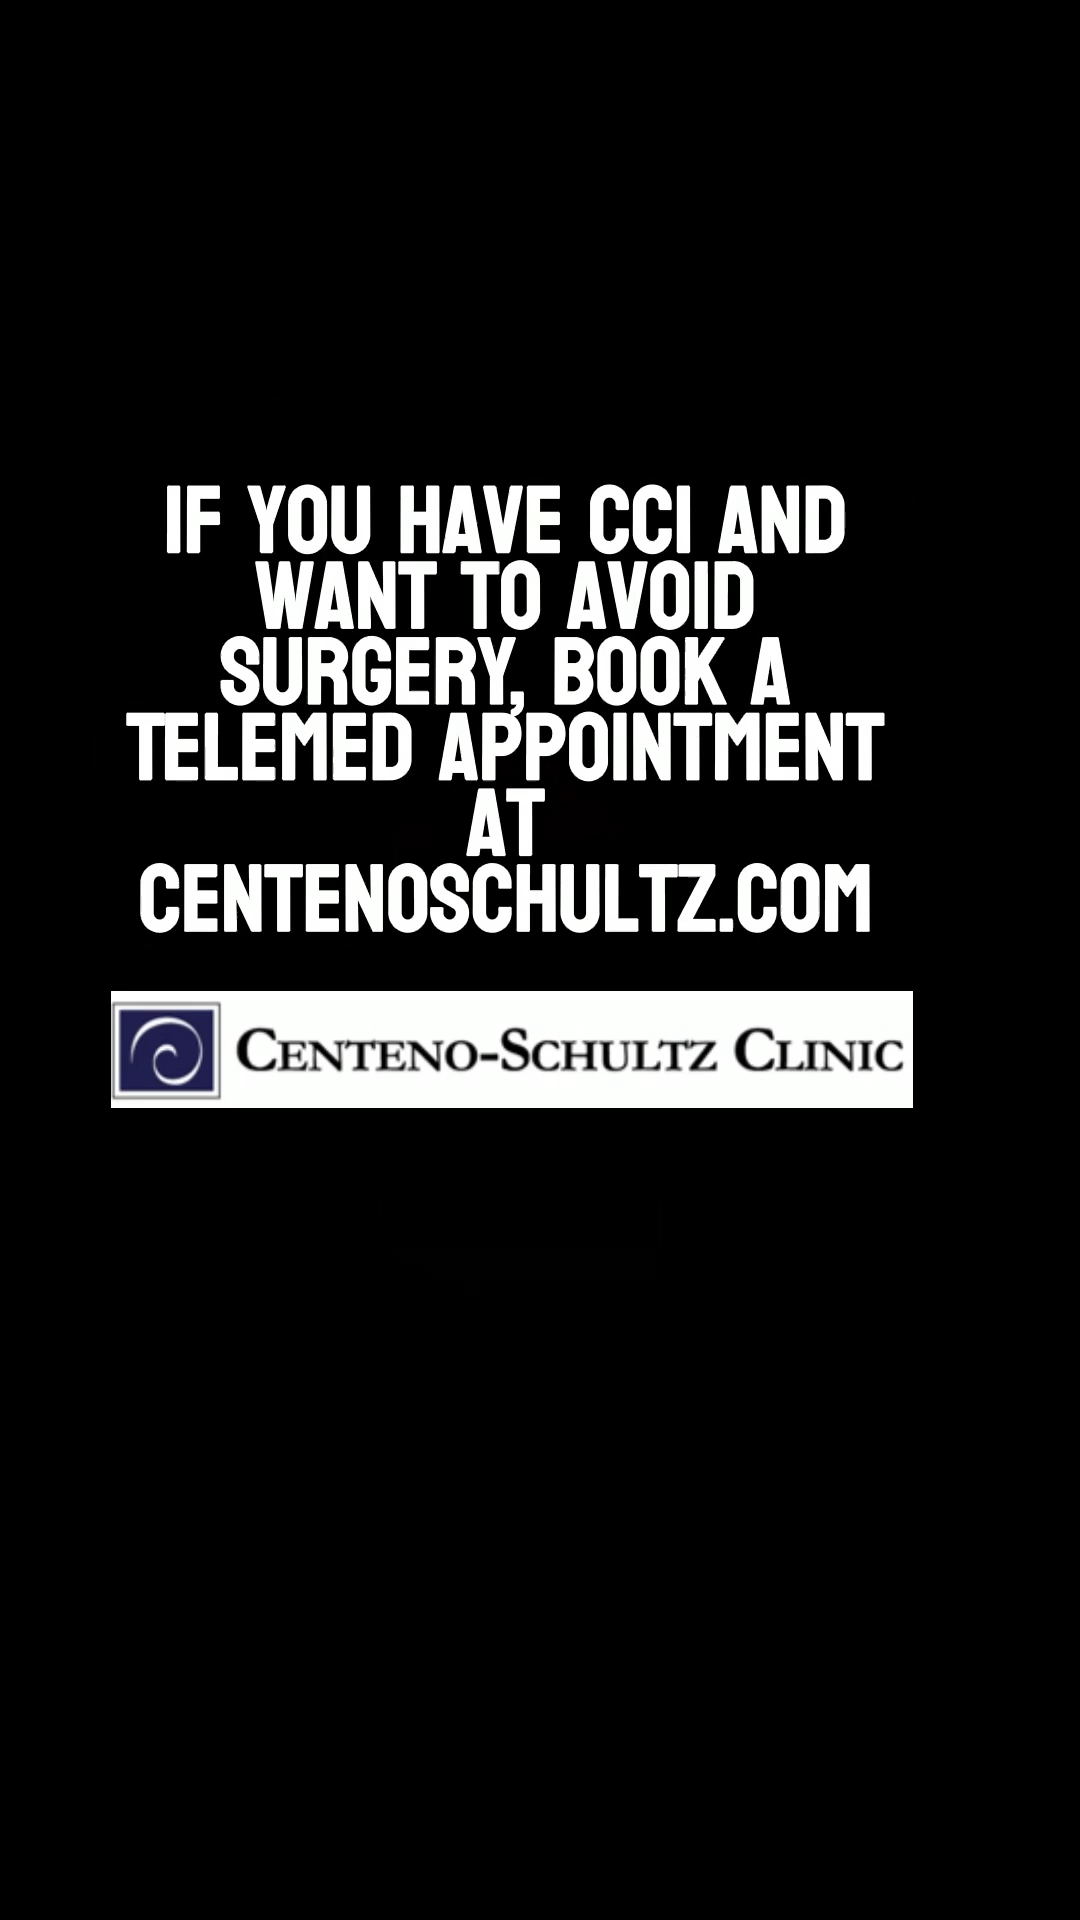 IF YOU HAVE CCI AND
WANT TO AVOID
SURGERY, BOOK A
TELEMED APPOINTMENT
AT
CENTENOSCHULTZ.COM
CENTENO-SCHULTZ CLINIC